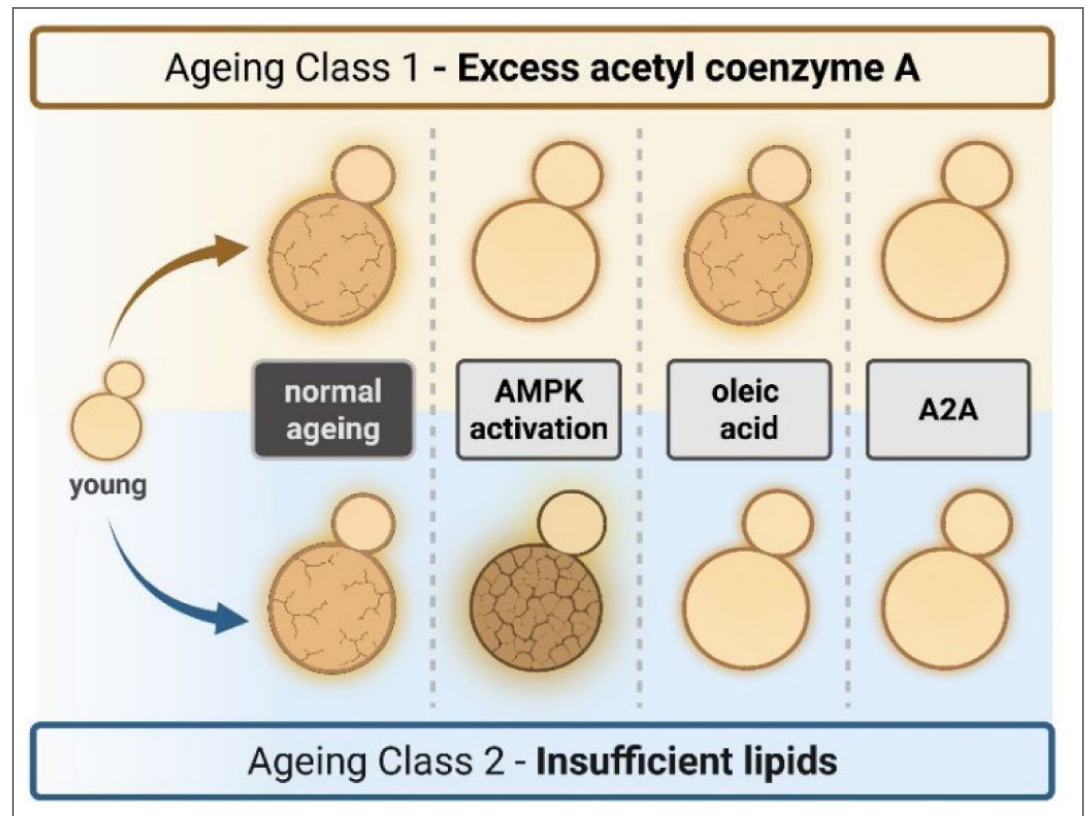 Ageing Class 1 - Excess acetyl coenzyme A
young
normal
ageing
AMPK
activation
oleic
acid
A2A
Ageing Class 2 - Insufficient lipids